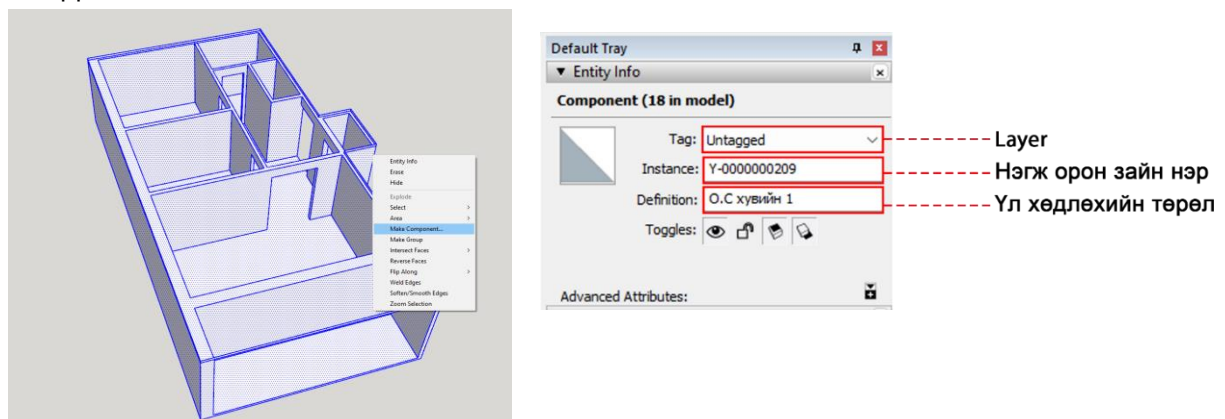 Entity Info
Erase
Hide
Explode
Select
Area
Make Component...
Make Group
Intersect Faces
Reverse Faces
Flip Along
Weld Edges
Soften/Smooth Edges
Zoom Selection
Default Tray
Entity Info
Component (18 in model)
Tag: Untagged
Layer
Instance: Y-0000000209
Нэгж орон зайн нэр
Definition: О.С хувийн 1
Үл хөдлөхийн төрөл
Toggles:
Advanced Attributes: